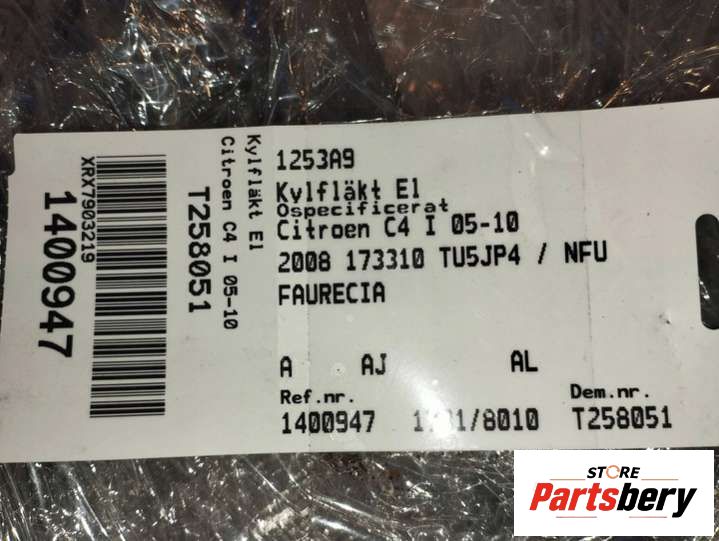 1253A9
Kylfläkt El
Ospecificerat
Citroen C4 I 05-10
2008 173310 TU5JP4 / NFU
FAURECIA
A AJ AL
Ref.nr. Dem.nr.
1400947 /8010 T258051
Kylfläkt El
Citroen C4 I 05-10
T258051
XRX7903219
1400947
STORE
Partsbery